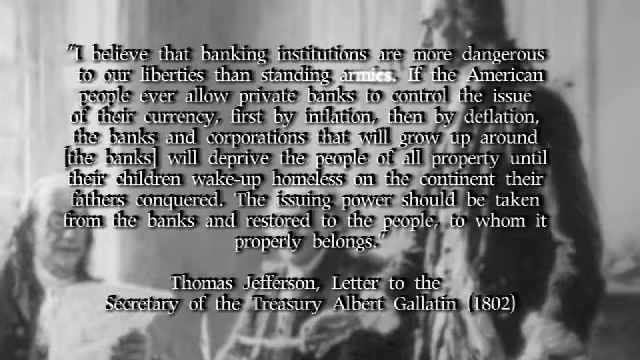 "I believe that banking institutions are more dangerous
to our liberties than standing armies. If the American
people ever allow private banks to control the issue
of their currency, first by inflation, then by deflation,
the banks and corporations that will grow up around
[the banks] will deprive the people of all property until
their children wake-up homeless on the continent their
fathers conquered. The issuing power should be taken
from the banks and restored to the people, to whom it
properly belongs."
Thomas Jefferson, Letter to the
Secretary of the Treasury Albert Gallatin (1802)